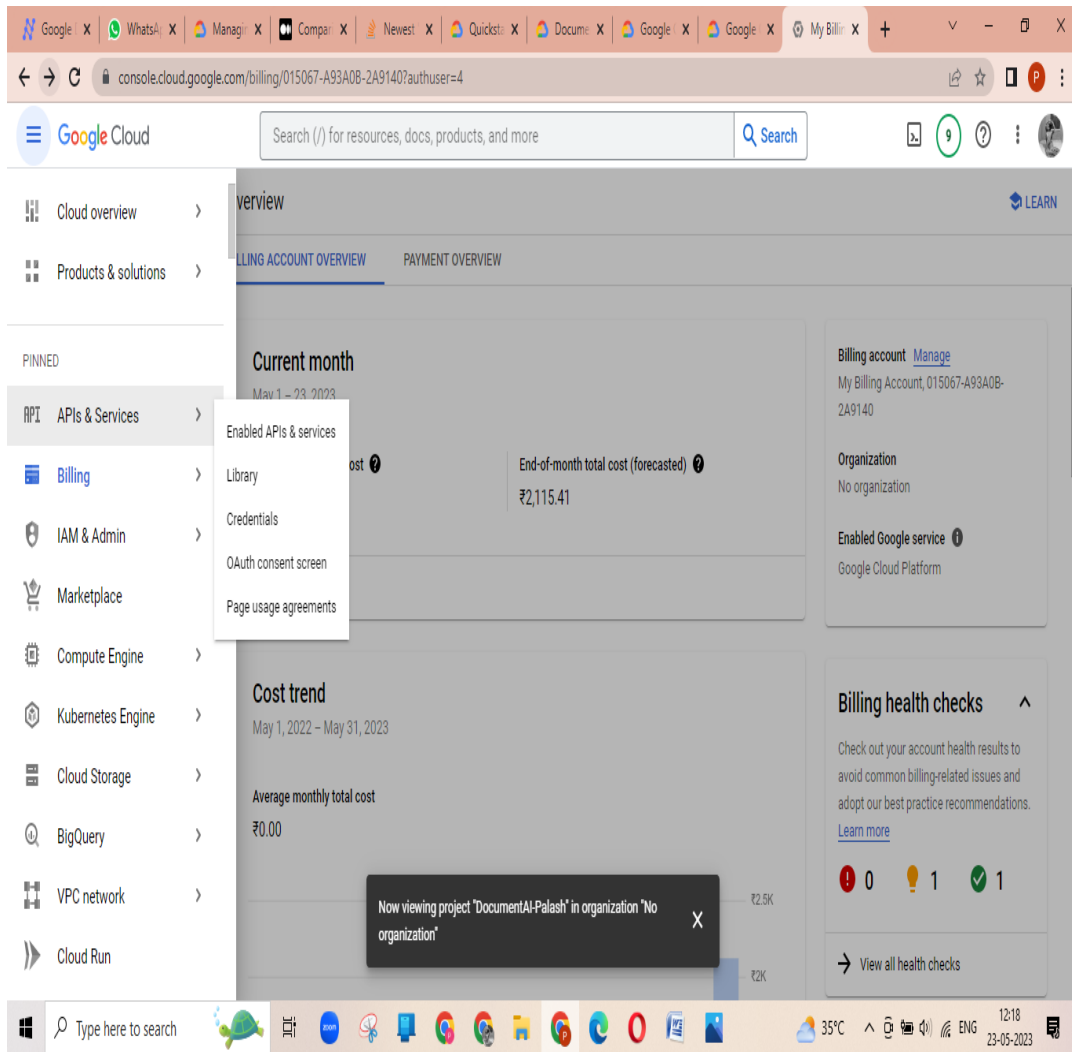 Google
WhatsAp
Managin
Compari
Newest
Quicksta
Docume
Google
Google
My Billin
console.cloud.google.com/billing/015067-A93A0B-2A9140?authuser=4
P
Google Cloud
Search (/) for resources, docs, products, and more
Search
9
Cloud overview
Products & solutions
verview
LEARN
LLING ACCOUNT OVERVIEW
PAYMENT OVERVIEW
PINNED
API APIs & Services
Billing
IAM & Admin
Marketplace
Compute Engine
Kubernetes Engine
Cloud Storage
BigQuery
VPC network
Cloud Run
Enabled APIs & services
Library
Credentials
OAuth consent screen
Page usage agreements
Current month
May 1 – 23, 2023
ost
End-of-month total cost (forecasted)
₹2,115.41
Billing account Manage
My Billing Account, 015067-A93A0B-
2A9140
Organization
No organization
Enabled Google service
Google Cloud Platform
Cost trend
May 1, 2022 – May 31, 2023
Average monthly total cost
₹0.00
₹2.5K
₹2K
Now viewing project "DocumentAI-Palash" in organization "No
organization"
Billing health checks
Check out your account health results to
avoid common billing-related issues and
adopt our best practice recommendations.
Learn more
0 1 1
View all health checks
Type here to search
zoom
35°C
ENG
12:18
23-05-2023